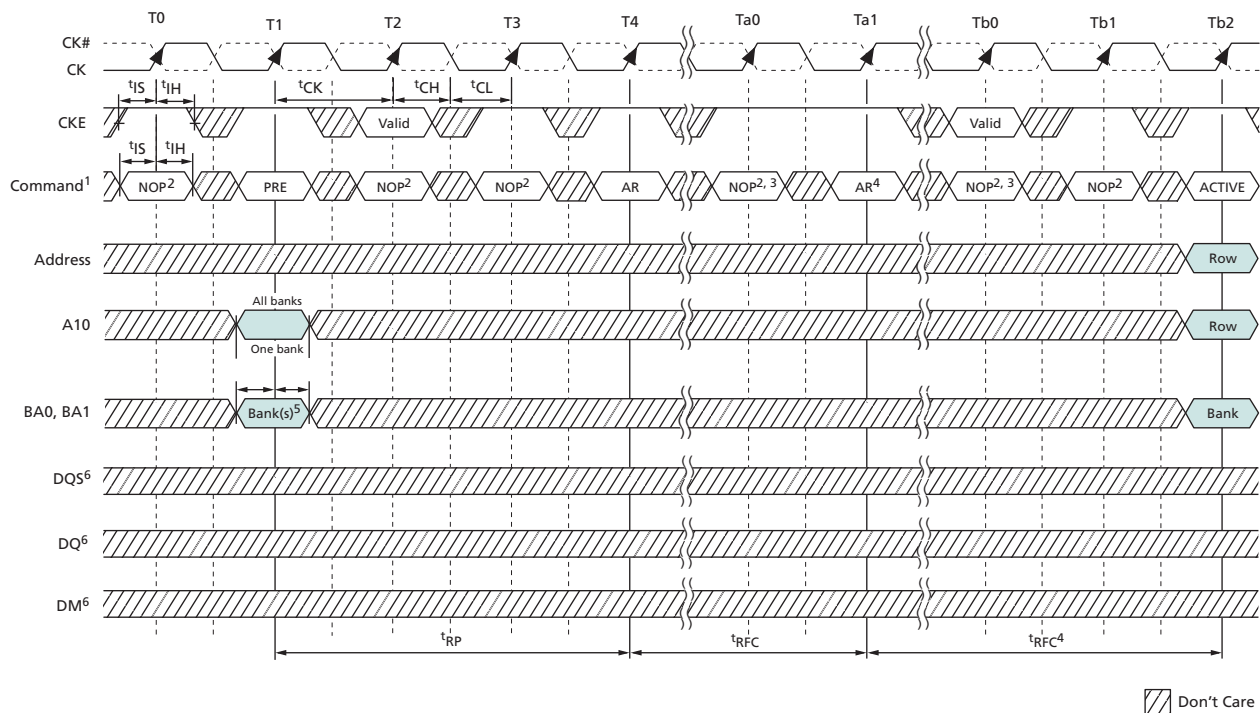 T0 T1 T2 T3 T4 Ta0 Ta1 Tb0 Tb1 Tb2
CK#
CK
tIS tIH tCK tCH tCL
CKE Valid Valid
tIS tIH
Command1 NOP2 PRE NOP2 NOP2 AR NOP2, 3 AR4 NOP2, 3 NOP2 ACTIVE
Address Row
All banks
A10 Row
One bank
BA0, BA1 Bank(s)5 Bank
DQS6
DQ6
DM6
tRP tRFC tRFC4
Don't Care